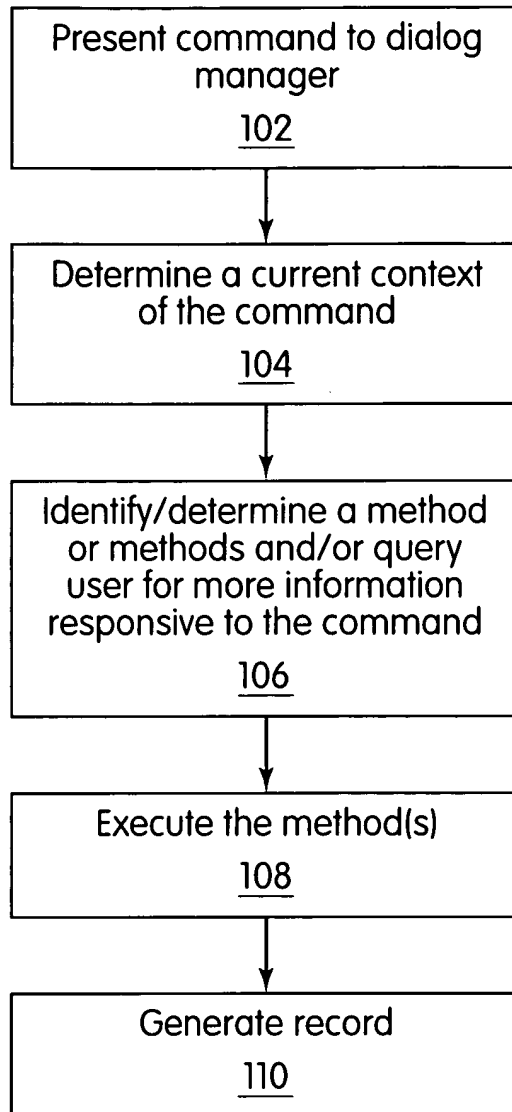 Present command to dialog
manager
102
Determine a current context
of the command
104
Identify/determine a method
or methods and/or query
user for more information
responsive to the command
106
Execute the method(s)
108
Generate record
110